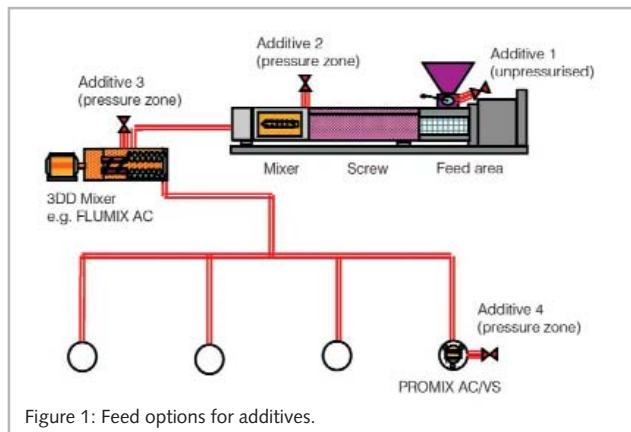 Additive 2
(pressure zone)
Additive 1
(unpressurised)
Additive 3
(pressure zone)
Mixer
Screw
Feed area
3DD Mixer
e.g. FLUMIX AC
Additive 4
(pressure zone)
PROMIX AC/VS
Figure 1: Feed options for additives.